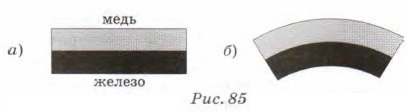 медь
а)
б)
железо
Рис. 85